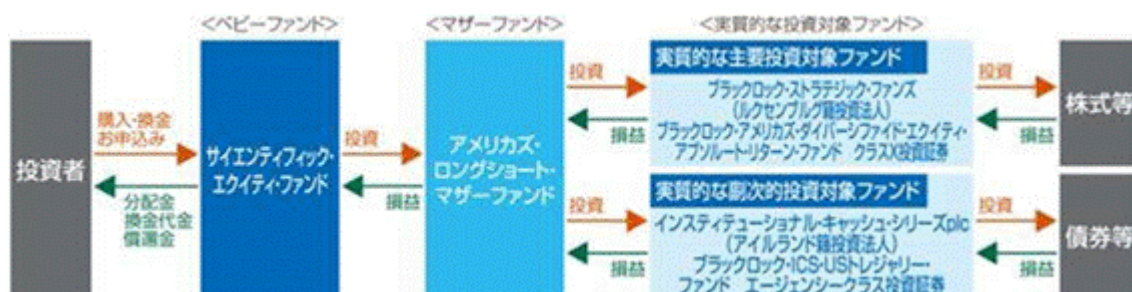 <ベビーファンド>
<マザーファンド>
<実質的な投資対象ファンド>
投資者
購入・換金
お申込み
分配金
換金代金
償還金
サイエンティフィック・
エクイティ・ファンド
投資
損益
アメリカズ・
ロングショート・
マザーファンド
投資
損益
実質的な主要投資対象ファンド
ブラックロック・ストラテジック・ファンズ
(ルクセンブルグ籍投資法人)
ブラックロック・アメリカズ・ダイバーシファイド・エクイティ・
アブソルート・リターン・ファンド クラスX投資証券
投資
損益
株式等
投資
損益
実質的な副次的投資対象ファンド
インスティテューショナル・キャッシュ・シリーズplc
(アイルランド籍投資法人)
ブラックロック・ICS・USトレジャリー・
ファンド エージェンシークラス投資証券
投資
損益
債券等